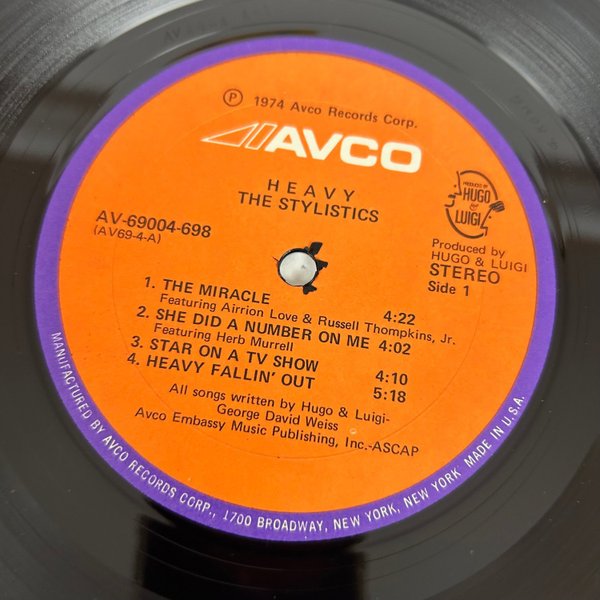 Ⓟ 1974 Avco Records Corp.
AVCO
HEAVY
THE STYLISTICS
AV-69004-698
(AV69-4-A)
PRODUCED BY
HUGO
&
LUIGI
Produced by
HUGO & LUIGI
STEREO
Side 1
1. THE MIRACLE 4:22
Featuring Airrion Love & Russell Thompkins, Jr.
2. SHE DID A NUMBER ON ME 4:02
Featuring Herb Murrell
3. STAR ON A TV SHOW 4:10
4. HEAVY FALLIN' OUT 5:18
All songs written by Hugo & Luigi-
George David Weiss
Avco Embassy Music Publishing, Inc.-ASCAP
MANUFACTURED BY AVCO RECORDS CORP., 1700 BROADWAY, NEW YORK, NEW YORK MADE IN U.S.A.